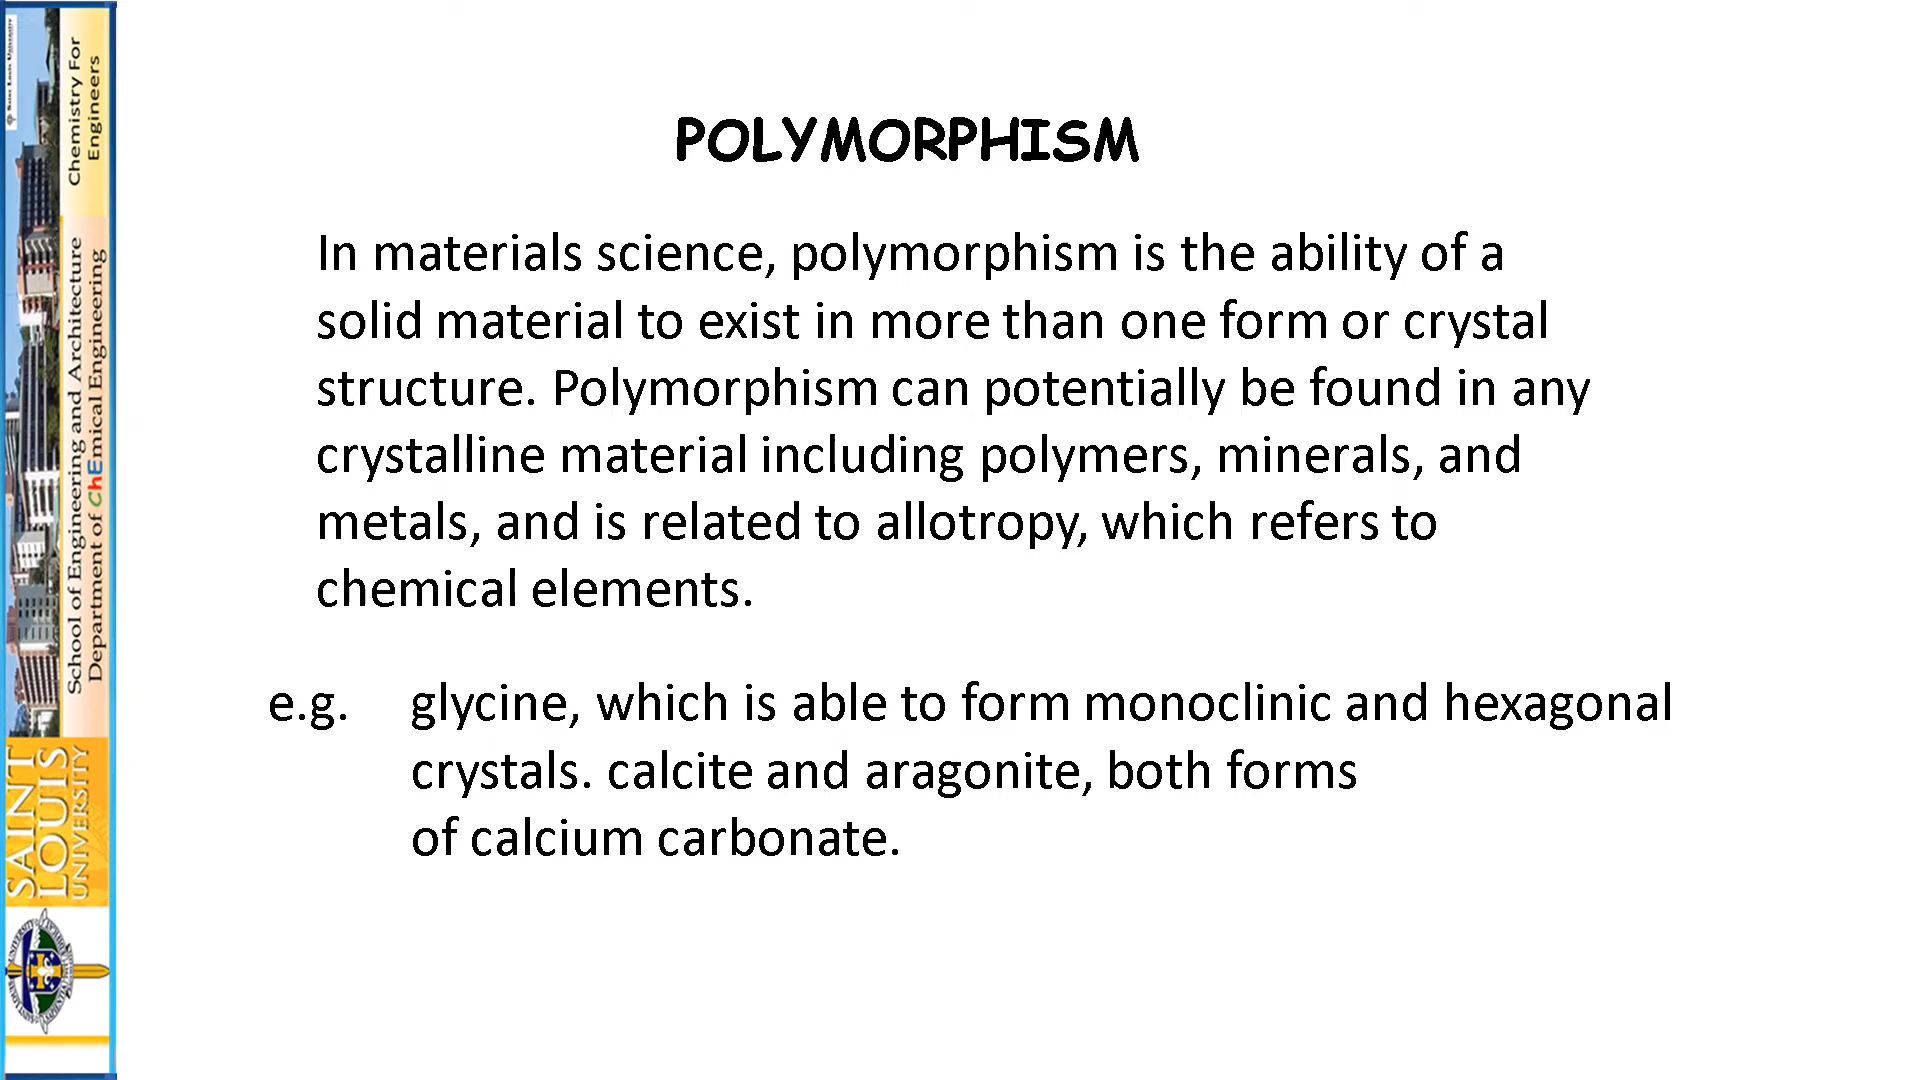 POLYMORPHISM
In materials science, polymorphism is the ability of a
solid material to exist in more than one form or crystal
structure. Polymorphism can potentially be found in any
crystalline material including polymers, minerals, and
metals, and is related to allotropy, which refers to
chemical elements.
e.g. glycine, which is able to form monoclinic and hexagonal
crystals. calcite and aragonite, both forms
of calcium carbonate.
Chemistry For
Engineers
School of Engineering and Architecture
Department of ChEmical Engineering
SAINT
LOUIS
UNIVERSITY